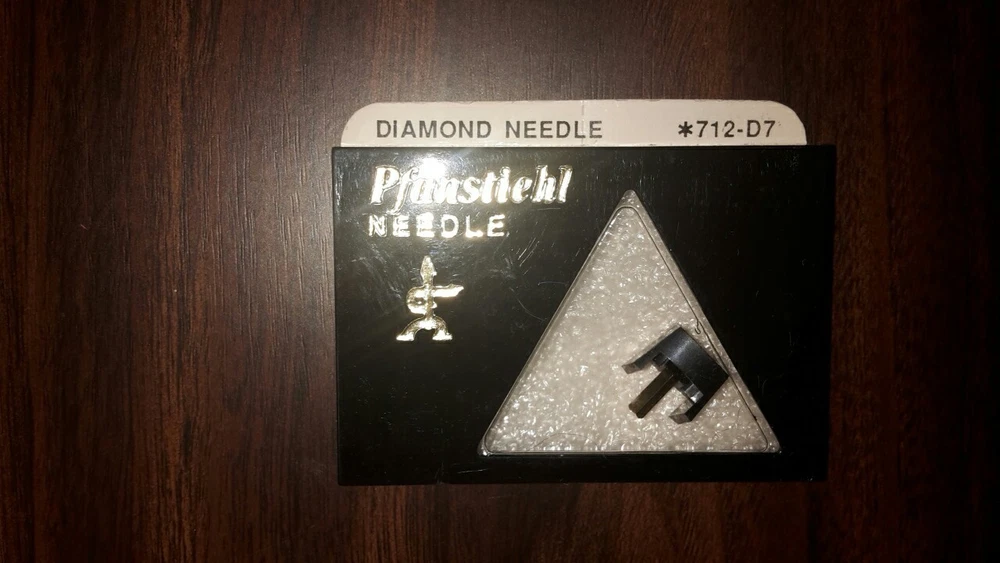 DIAMOND NEEDLE *712-D7
Pfanstiehl
NEEDLE